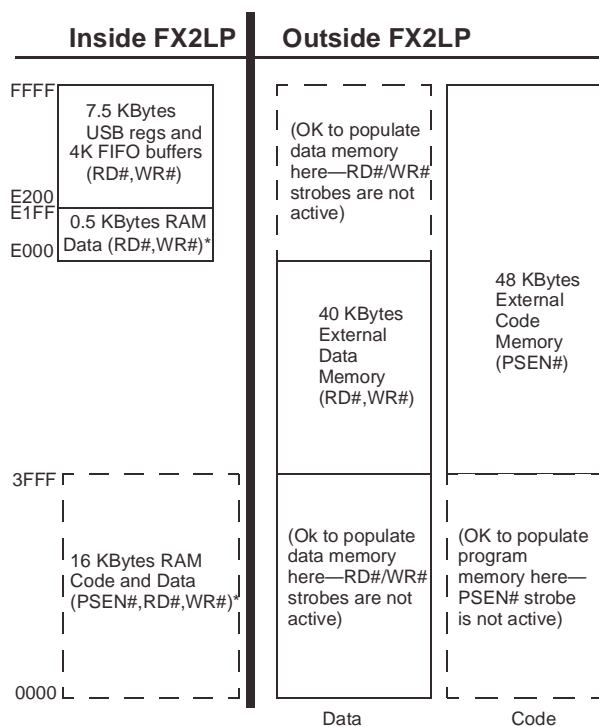 Inside FX2LP
Outside FX2LP
FFFF
7.5 KBytes
USB regs and
4K FIFO buffers
(RD#,WR#)
E200
E1FF
0.5 KBytes RAM
Data (RD#,WR#)*
E000
(OK to populate
data memory
here—RD#/WR#
strobes are not
active)
40 KBytes
External
Data
Memory
(RD#,WR#)
48 KBytes
External
Code
Memory
(PSEN#)
3FFF
16 KBytes RAM
Code and Data
(PSEN#,RD#,WR#)*
(Ok to populate
data memory
here—RD#/WR#
strobes are not
active)
(OK to populate
program
memory here—
PSEN# strobe
is not active)
0000
Data
Code